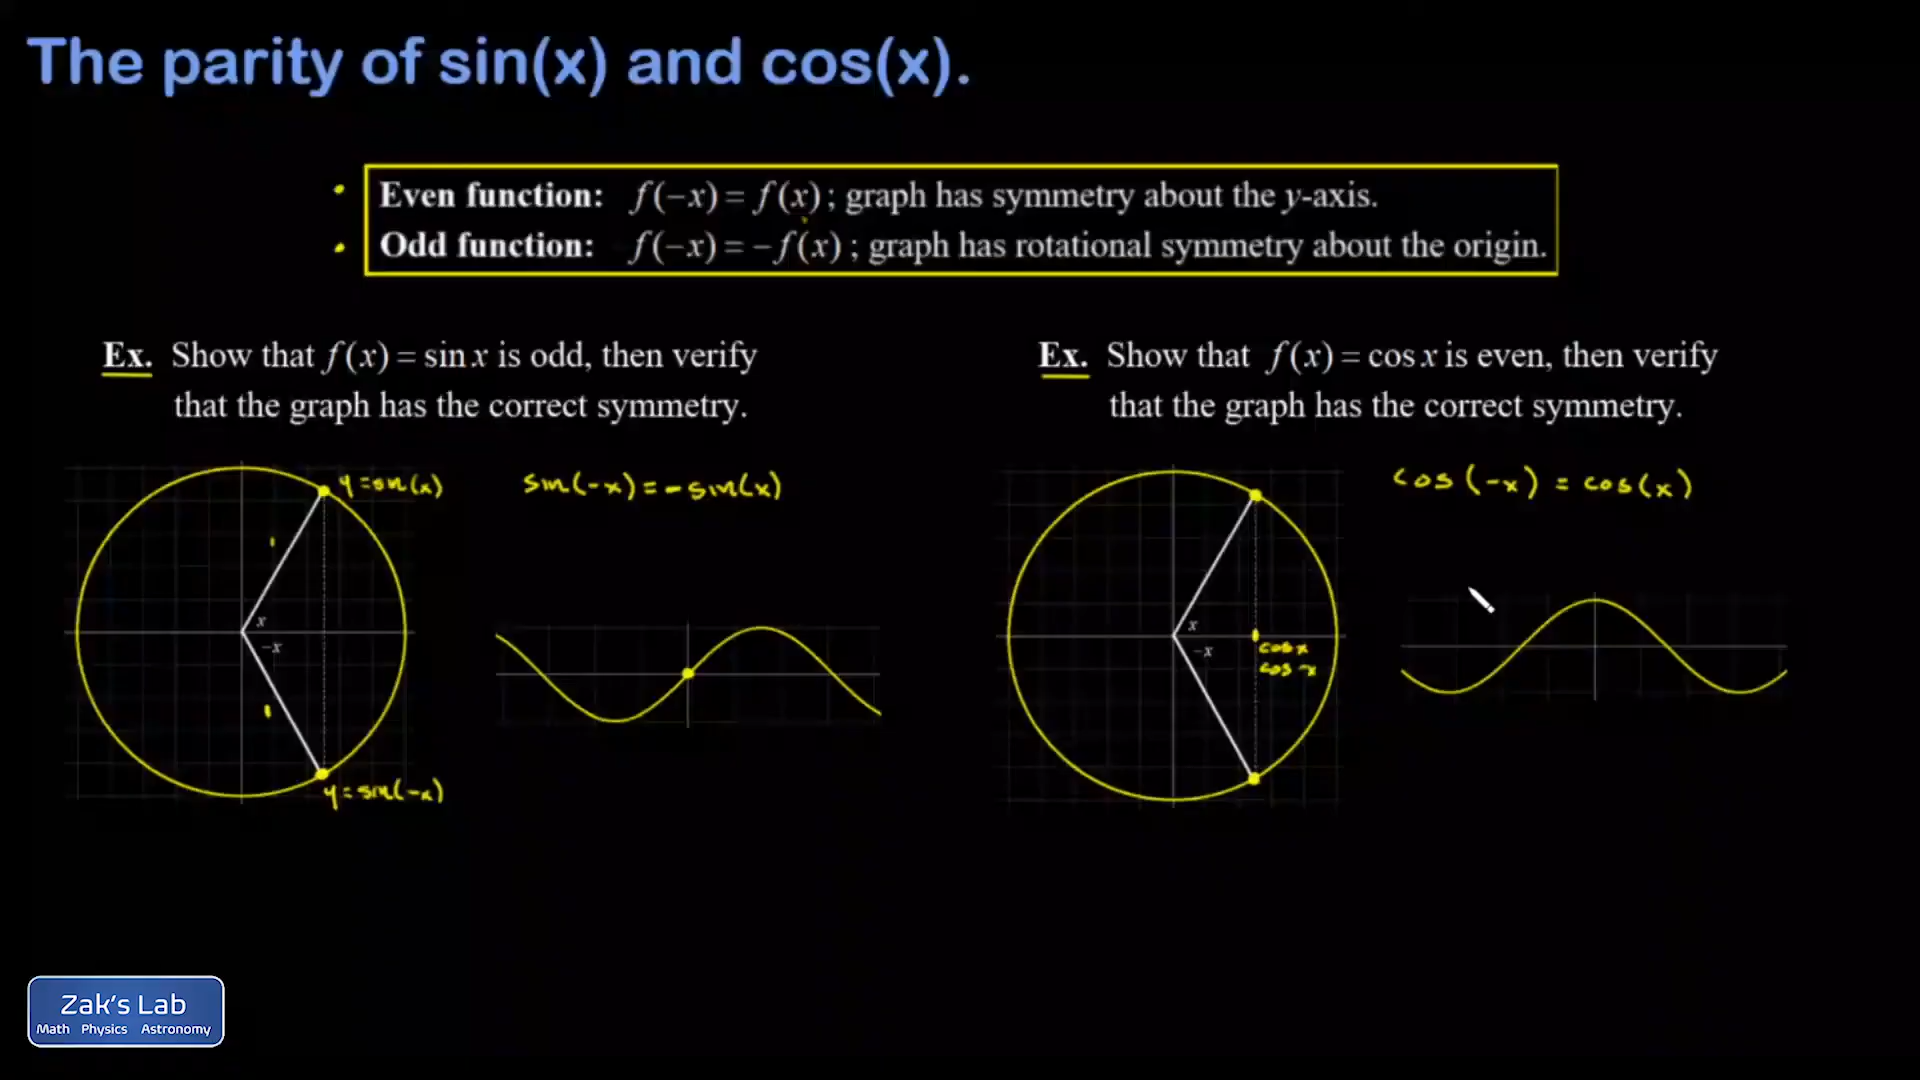 The parity of sin(x) and cos(x).
• Even function: f(−x) = f(x); graph has symmetry about the y-axis.
• Odd function: f(−x) = −f(x); graph has rotational symmetry about the origin.
Ex. Show that f(x) = sin x is odd, then verify
that the graph has the correct symmetry.
y=sin(x)
sin(-x)=-sin(x)
1
x
−x
1
y=sin(-x)
Ex. Show that f(x) = cos x is even, then verify
that the graph has the correct symmetry.
cos(-x) = cos(x)
x
−x
cos x
cos -x
Zak's Lab
Math Physics Astronomy